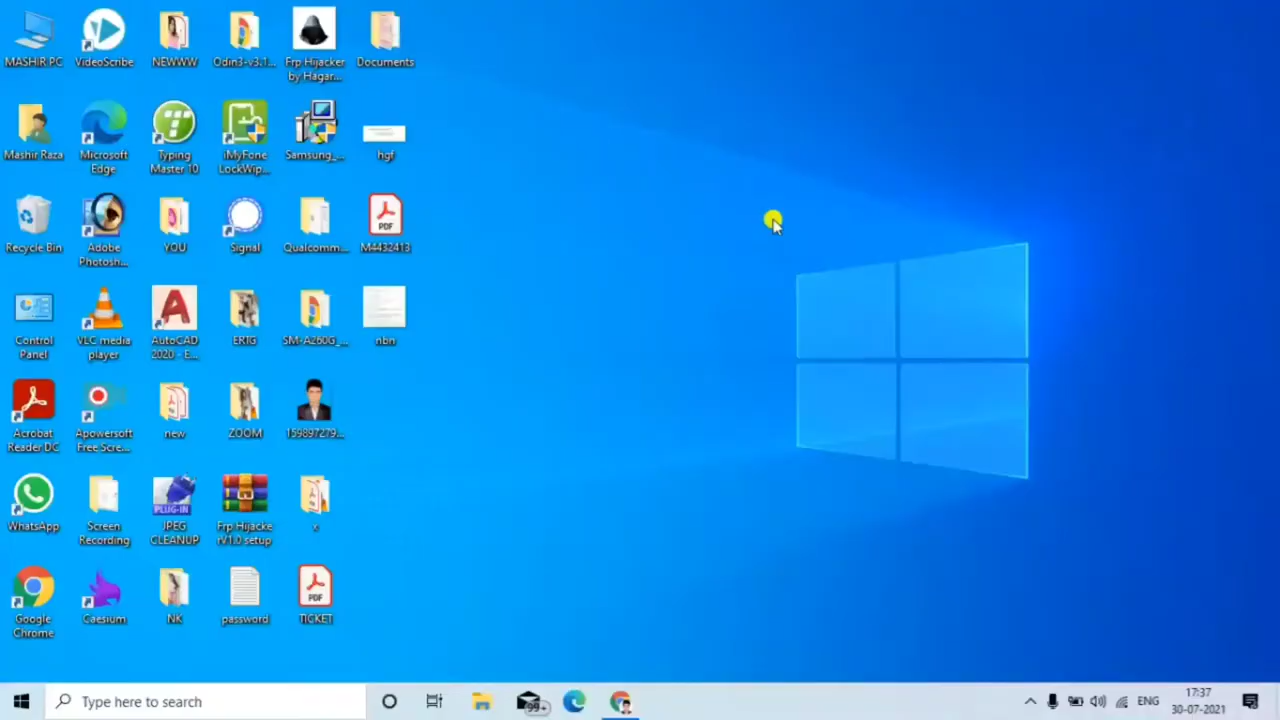 MASHIR PC
VideoScribe
NEWWW
Odin3-v3.1...
Frp Hijacker
by Hagar...
Documents
Mashir Raza
Microsoft
Edge
Typing
Master 10
iMyFone
LockWip...
Samsung_...
hgf
Recycle Bin
Adobe
Photosh...
YOU
Signal
Qualcomm...
PDF
M4432413
Control
Panel
VLC media
player
AutoCAD
2020 - E...
ERIG
SM-A260G_...
nbn
Acrobat
Reader DC
Apowersoft
Free Scre...
new
ZOOM
159897279...
WhatsApp
Screen
Recording
PLUG-IN
JPEG
CLEANUP
Frp Hijacke
rV1.0 setup
x
Google
Chrome
Caesium
NK
password
PDF
TICKET
Type here to search
99+
ENG
17:37
30-07-2021